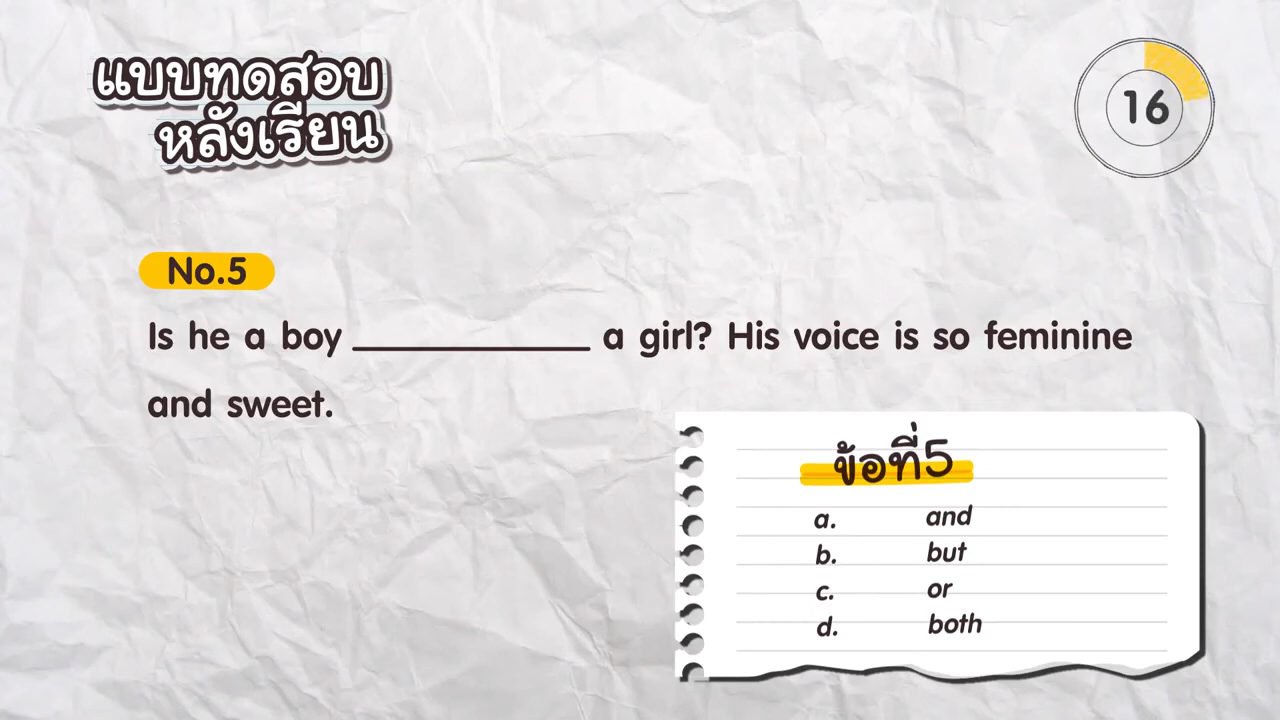 แบบทดสอบ
หลังเรียน
16
No.5
Is he a boy __________ a girl? His voice is so feminine
and sweet.
ข้อที่5
a. and
b. but
c. or
d. both